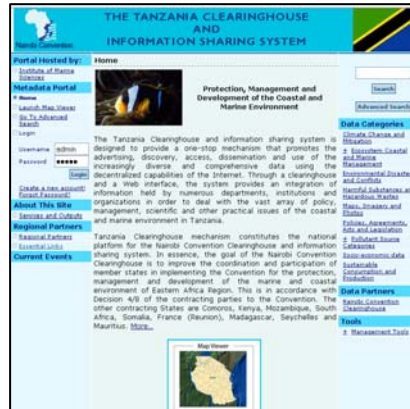 THE TANZANIA CLEARINGHOUSE
AND
INFORMATION SHARING SYSTEM
Nairobi Convention
Portal Hosted by:
Institute of Marine
Sciences
Metadata Portal
Home
Launch Map Viewer
Go To Advanced
Search
Login
Username admin
Password
Login
Create a new account!
Forgot Password!
About This Site
Services and Outputs
Regional Partners
Regional Partners
Essential Links
Current Events
Home
Protection, Management and
Development of the Coastal and
Marine Environment
The Tanzania Clearinghouse and information sharing system is
designed to provide a one-stop mechanism that promotes the
advertising, discovery, access, dissemination and use of the
increasingly diverse and comprehensive data using the
decentralized capabilities of the Internet. Through a clearinghouse
and a Web interface, the system provides an integration of
information held by numerous departments, institutions and
organizations in order to deal with the vast array of policy,
management, scientific and other practical issues of the coastal
and marine environment in Tanzania.
Tanzania Clearinghouse mechanism constitutes the national
platform for the Nairobi Convention Clearinghouse and information
sharing system. In essence, the goal of the Nairobi Convention
Clearinghouse is to improve the coordination and participation of
member states in implementing the Convention for the protection,
management and development of the marine and coastal
environment of Eastern Africa Region. This is in accordance with
Decision 4/8 of the contracting parties to the Convention. The
other contracting States are Comoros, Kenya, Mozambique, South
Africa, Somalia, France (Reunion), Madagascar, Seychelles and
Mauritius. More...
Map Viewer
Search
Advanced Search
Data Categories
Climate Change and
Mitigation
Ecosystem Coastal
and Marine
Management
Environmental Disaster
and Conflicts
Harmful Substances and
Hazardous Wastes
Maps, Imagers and
Photos
Policies, Agreements,
Acts and Legislation
Pollutant Source
Categories
Socio-economic data
Sustainable
Consumption and
Production
Data Partners
Nairobi Convention
Clearinghouse
Tools
Management Tools